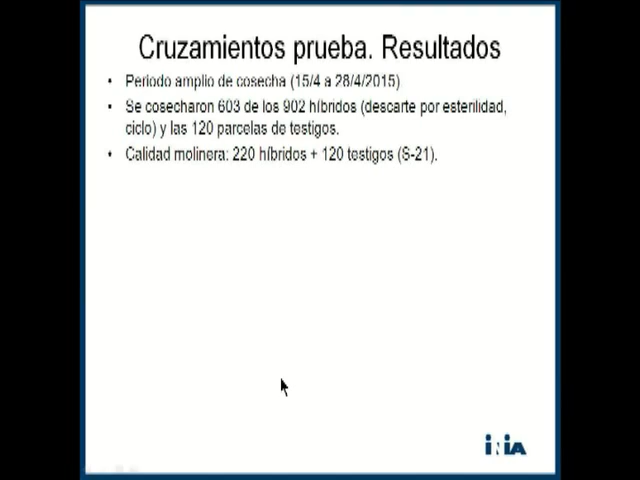 Cruzamientos prueba. Resultados
• Periodo amplio de cosecha (15/4 a 28/4/2015)
• Se cosecharon 603 de los 902 híbridos (descarte por esterilidad,
ciclo) y las 120 parcelas de testigos.
• Calidad molinera: 220 híbridos + 120 testigos (S-21).
iNiA